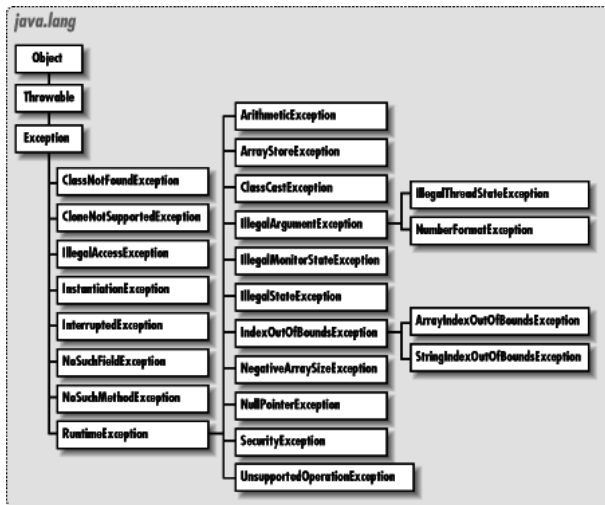 java.lang
Object
Throwable
Exception
ClassNotFoundException
CloneNotSupportedException
IllegalAccessException
InstantiationException
InterruptedException
NoSuchFieldException
NoSuchMethodException
RuntimeException
ArithmeticException
ArrayStoreException
ClassCastException
IllegalArgumentException
IllegalMonitorStateException
IllegalStateException
IndexOutOfBoundsException
NegativeArraySizeException
NullPointerException
SecurityException
UnsupportedOperationException
IllegalThreadStateException
NumberFormatException
ArrayIndexOutOfBoundsException
StringIndexOutOfBoundsException